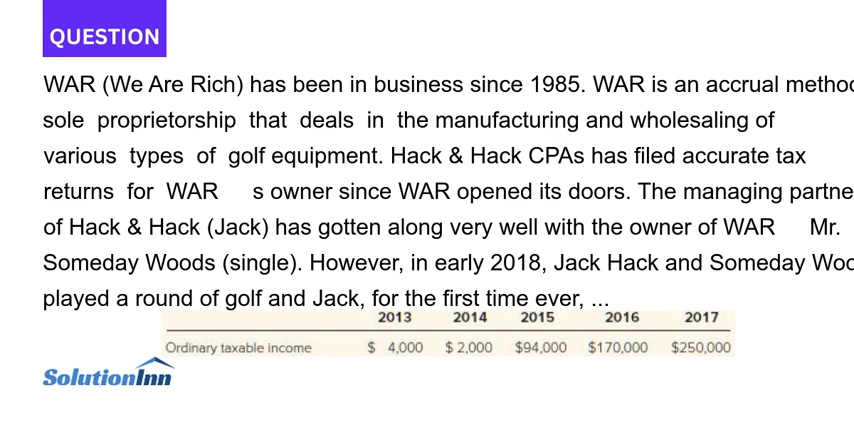 QUESTION
WAR (We Are Rich) has been in business since 1985. WAR is an accrual method
sole proprietorship that deals in the manufacturing and wholesaling of
various types of golf equipment. Hack & Hack CPAs has filed accurate tax
returns for WAR s owner since WAR opened its doors. The managing partne
of Hack & Hack (Jack) has gotten along very well with the owner of WAR Mr.
Someday Woods (single). However, in early 2018, Jack Hack and Someday Woo
played a round of golf and Jack, for the first time ever, ...
2013 2014 2015 2016 2017
Ordinary taxable income $ 4,000 $ 2,000 $94,000 $170,000 $250,000
SolutionInn